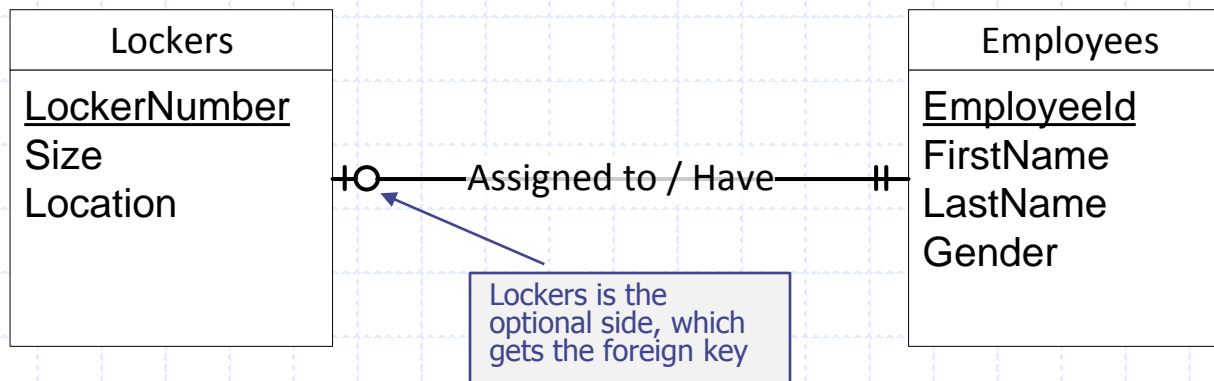 Lockers
LockerNumber
Size
Location
Assigned to / Have
Employees
EmployeeId
FirstName
LastName
Gender
Lockers is the
optional side, which
gets the foreign key